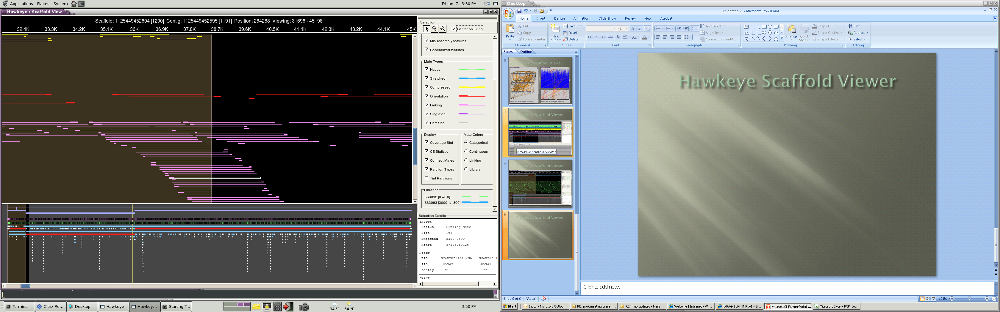 Applications Places System
Fri Jan 7, 3:50 PM
Hawkeye : Scaffold View
Scaffold: 1125449452604 [1200] Contig: 1125449452595 [1191] Position: 264288 Viewing: 31696 - 45198
32.4K 33.3K 34.2K 35.1K 36K 36.9K 37.8K 38.7K 39.6K 40.5K 41.4K 42.3K 43.2K 44.1K 45K
Selection
Center on Tiling
Mis-assembly features
Generalized features
Mate Types
Happy
Stretched
Compressed
Orientation
Linking
Singleton
Unmated
Display
Coverage Stat
CE Statistic
Connect Mates
Partition Types
Tint Partitions
Mate Colors
Categorical
Continuous
Linking
Library
Libraries
663092 [0 +/- 0]
663093 [3000 +/- 300]
Selection Details
Insert
Status Linking Mate
Size 191
Expected 2400-3600
Range 37126,40126
Reads
EID GJ4P28Z01C452Gb GJ4P28Z01
IID 305942 305941
Contig 1191 1177
Click
Terminal
Citrix Re...
Desktop
Hawkeye
Hawkey...
Starting T...
34 °F 34 °F
3:50 PM
Desktop
Presentation1 - Microsoft PowerPoint
Home Insert Design Animations Slide Show Review View Acrobat
Paste
Cut
Copy
Format Painter
Clipboard
New Slide
Layout
Reset
Delete
Slides
41
Font
Text Direction
Align Text
Convert to SmartArt
Paragraph
Arrange
Quick Styles
Shape Fill
Shape Outline
Shape Effects
Drawing
Find
Replace
Select
Editing
Slides Outline
3
Scaffold Viewer
4
Hawkeye Scaffold Viewer
Hawkeye Scaffold Viewer
5
Hawkeye Scaffold Viewer
6
Hawkeye Scaffold Viewer
Hawkeye Scaffold Viewer
Click to add notes
Slide 6 of 6 "Apex"
104%
Start
Inbox - Microsoft Outlook
RE: prok meeting presen...
RE: hmp updates - Mess...
Welcome | Intranet - Wi...
[#PAG-116] HMP141 - G...
Microsoft PowerPoint ...
Microsoft Excel - PCR_to...